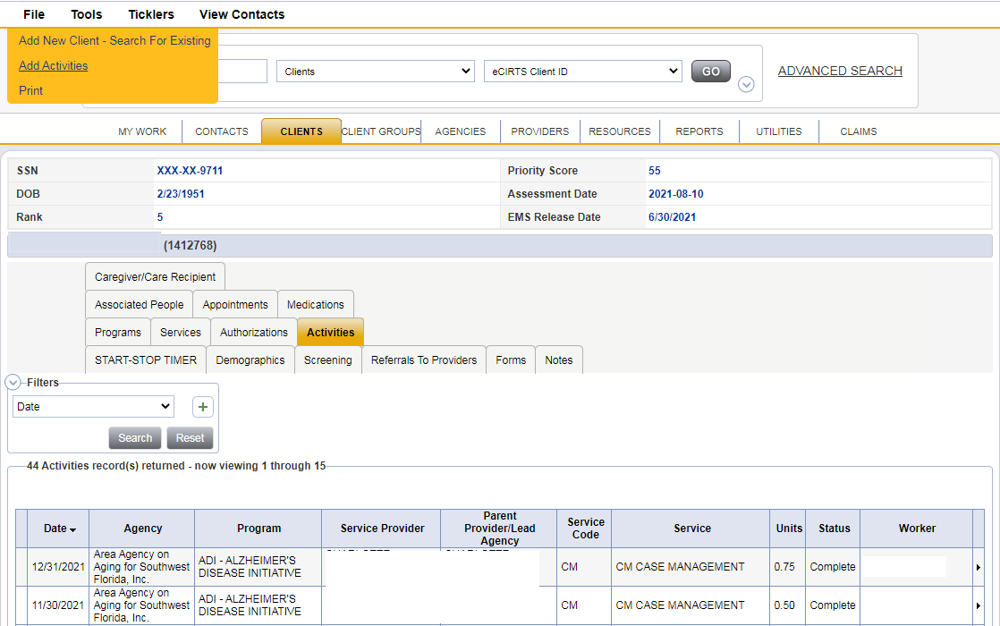 File Tools Ticklers View Contacts
Add New Client - Search For Existing
Add Activities
Print
Clients eCIRTS Client ID GO ADVANCED SEARCH
MY WORK CONTACTS CLIENTS CLIENT GROUPS AGENCIES PROVIDERS RESOURCES REPORTS UTILITIES CLAIMS
SSN XXX-XX-9711 Priority Score 55
DOB 2/23/1951 Assessment Date 2021-08-10
Rank 5 EMS Release Date 6/30/2021
(1412768)
Caregiver/Care Recipient
Associated People Appointments Medications
Programs Services Authorizations Activities
START-STOP TIMER Demographics Screening Referrals To Providers Forms Notes
Filters
Date
Search Reset
44 Activities record(s) returned - now viewing 1 through 15
Date Agency Program Service Provider Parent Provider/Lead Agency Service Code Service Units Status Worker
12/31/2021 Area Agency on Aging for Southwest Florida, Inc. ADI - ALZHEIMER'S DISEASE INITIATIVE CM CM CASE MANAGEMENT 0.75 Complete
11/30/2021 Area Agency on Aging for Southwest Florida, Inc. ADI - ALZHEIMER'S DISEASE INITIATIVE CM CM CASE MANAGEMENT 0.50 Complete